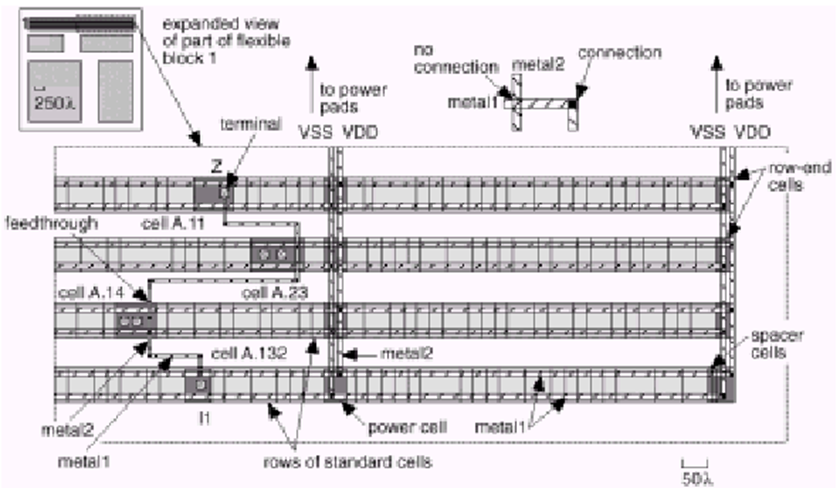 1
expanded view
of part of flexible
block 1
250λ
no
connection
metal2
connection
metal1
to power
pads
to power
pads
terminal
VSS VDD
VSS VDD
Z
row-end
cells
feedthrough
cell A.11
cell A.14
cell A.23
cell A.132
metal2
spacer
cells
metal2
I1
power cell
metal1
metal1
rows of standard cells
50λ